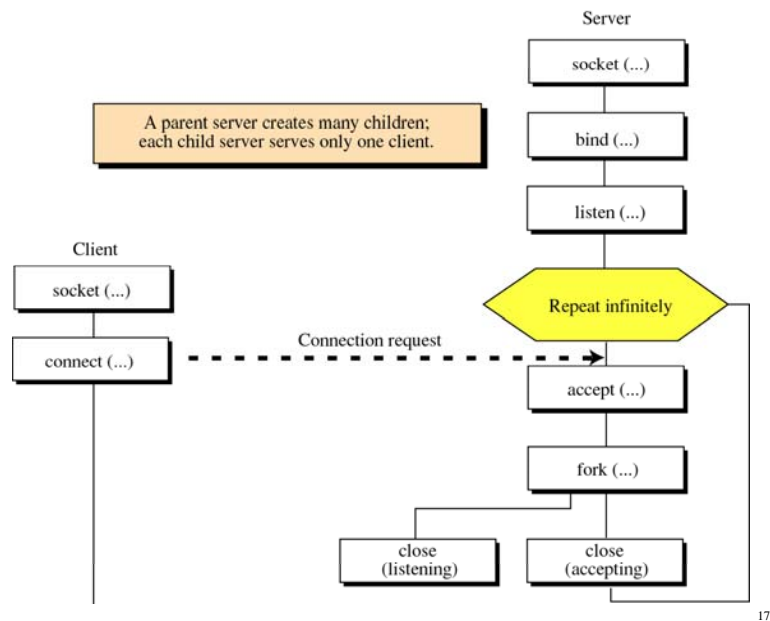 Server
socket (...)
A parent server creates many children;
each child server serves only one client.
bind (...)
listen (...)
Client
socket (...)
Repeat infinitely
Connection request
connect (...)
accept (...)
fork (...)
close
(listening)
close
(accepting)
17